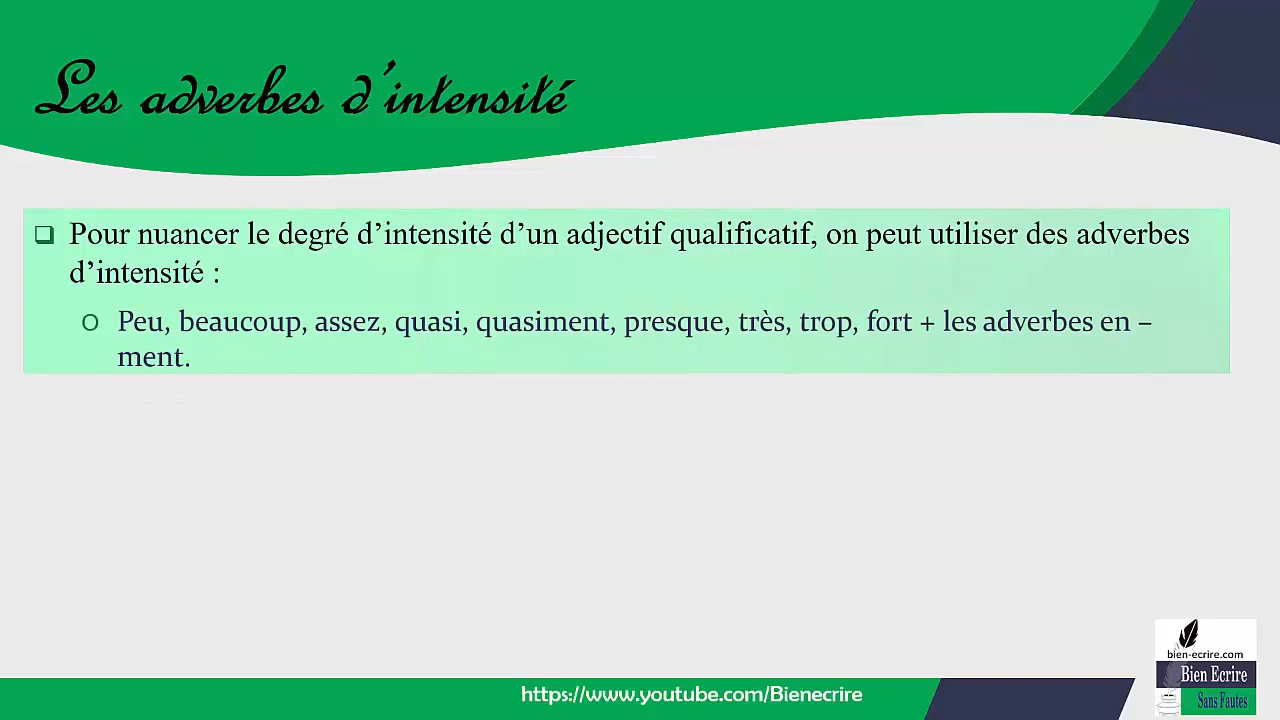 Les adverbes d’intensité
Pour nuancer le degré d’intensité d’un adjectif qualificatif, on peut utiliser des adverbes
d’intensité :
Peu, beaucoup, assez, quasi, quasiment, presque, très, trop, fort + les adverbes en –
ment.
bien-ecrire.com
Bien Ecrire
Sans Fautes
https://www.youtube.com/Bienecrire